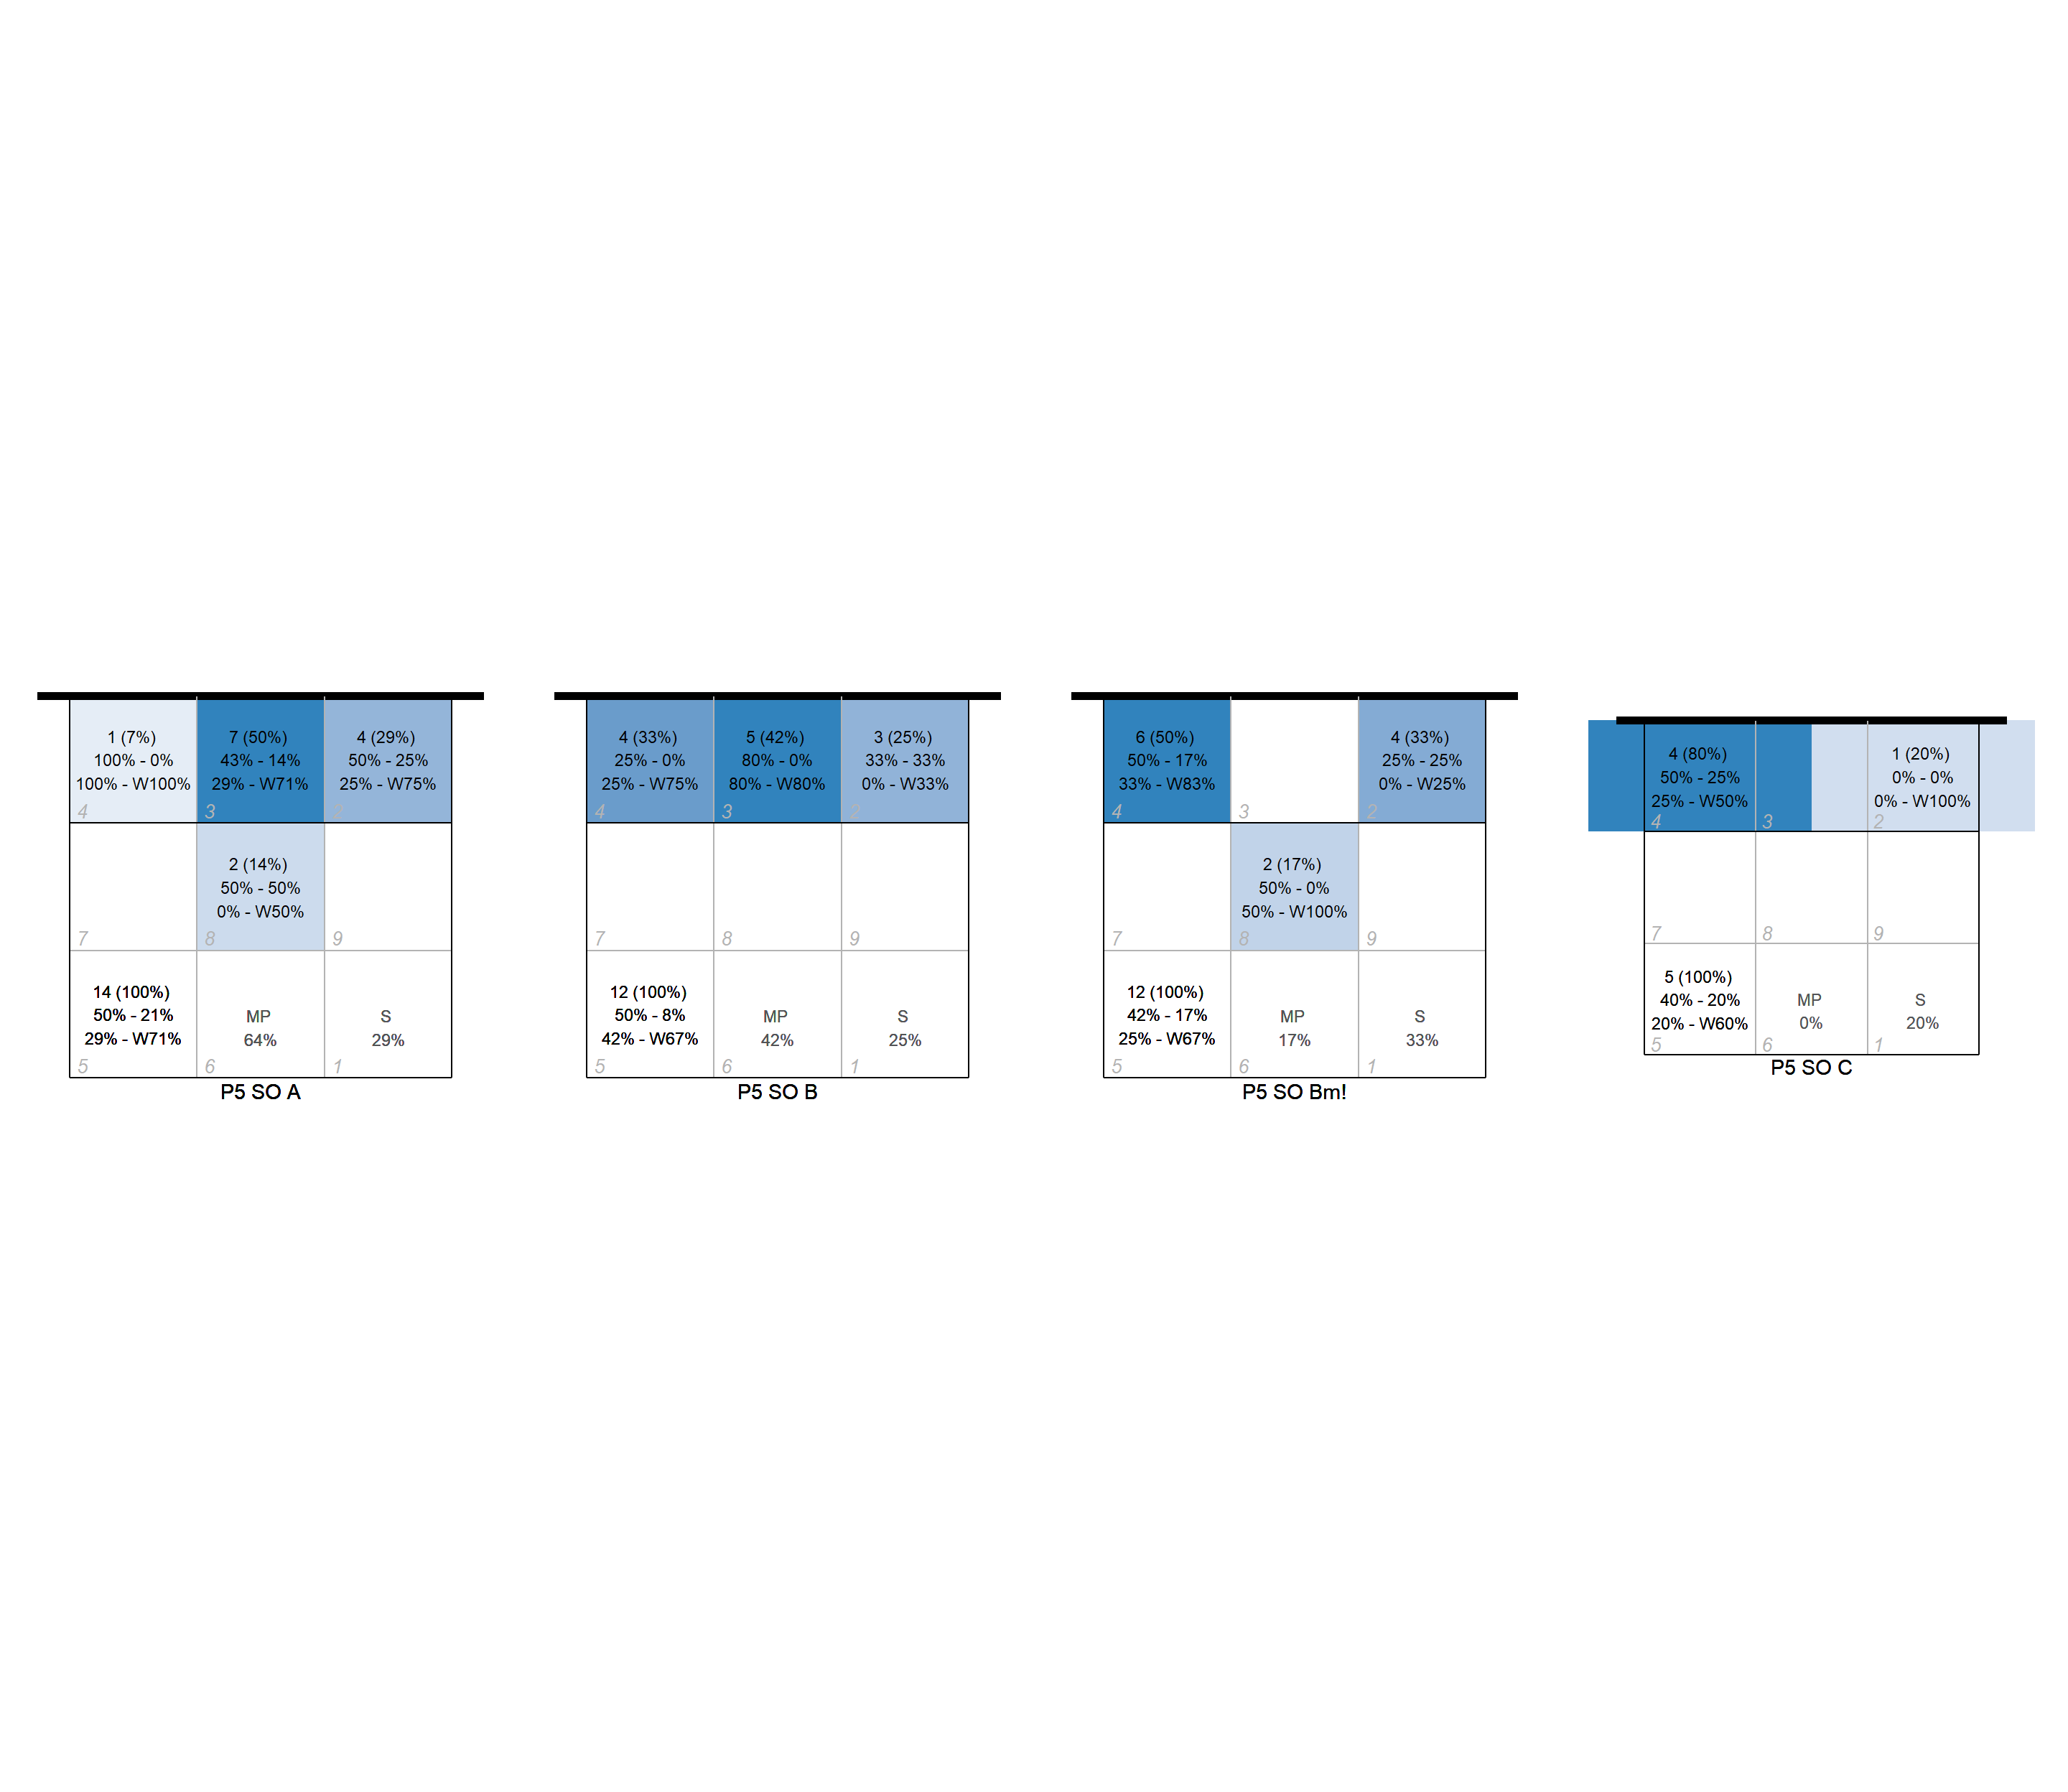 1 (7%)
100% - 0%
100% - W100%
4
7 (50%)
43% - 14%
29% - W71%
3
4 (29%)
50% - 25%
25% - W75%
2
7
2 (14%)
50% - 50%
0% - W50%
8
9
14 (100%)
50% - 21%
29% - W71%
5
MP
64%
6
S
29%
1
P5 SO A
4 (33%)
25% - 0%
25% - W75%
4
5 (42%)
80% - 0%
80% - W80%
3
3 (25%)
33% - 33%
0% - W33%
2
7
8
9
12 (100%)
50% - 8%
42% - W67%
5
MP
42%
6
S
25%
1
P5 SO B
6 (50%)
50% - 17%
33% - W83%
4
3
4 (33%)
25% - 25%
0% - W25%
2
7
2 (17%)
50% - 0%
50% - W100%
8
9
12 (100%)
42% - 17%
25% - W67%
5
MP
17%
6
S
33%
1
P5 SO Bm!
4 (80%)
50% - 25%
25% - W50%
4
3
1 (20%)
0% - 0%
0% - W100%
2
7
8
9
5 (100%)
40% - 20%
20% - W60%
5
MP
0%
6
S
20%
1
P5 SO C